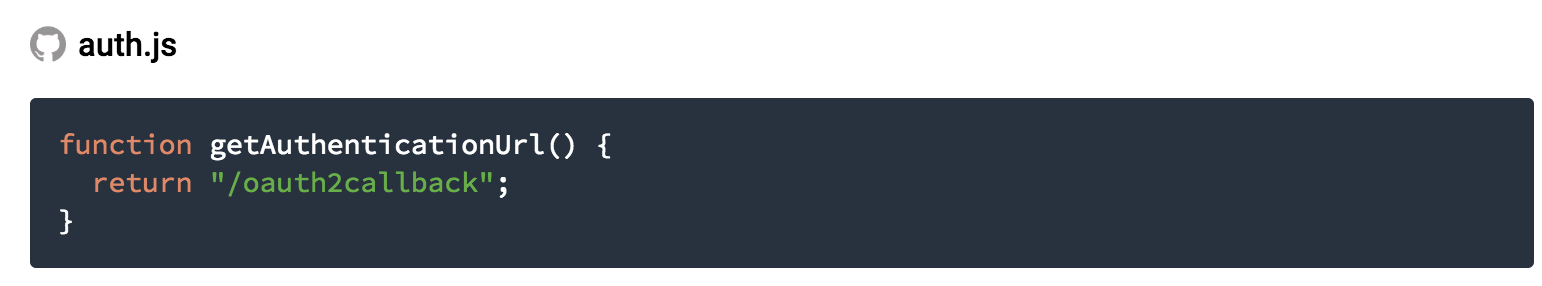 auth.js
function getAuthenticationUrl() {
  return "/oauth2callback";
}